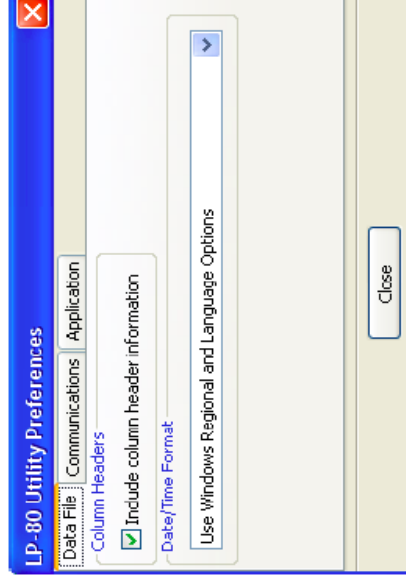 LP-80 Utility Preferences
Data File Communications Application
Column Headers
Include column header information
Date/Time Format
Use Windows Regional and Language Options
Close